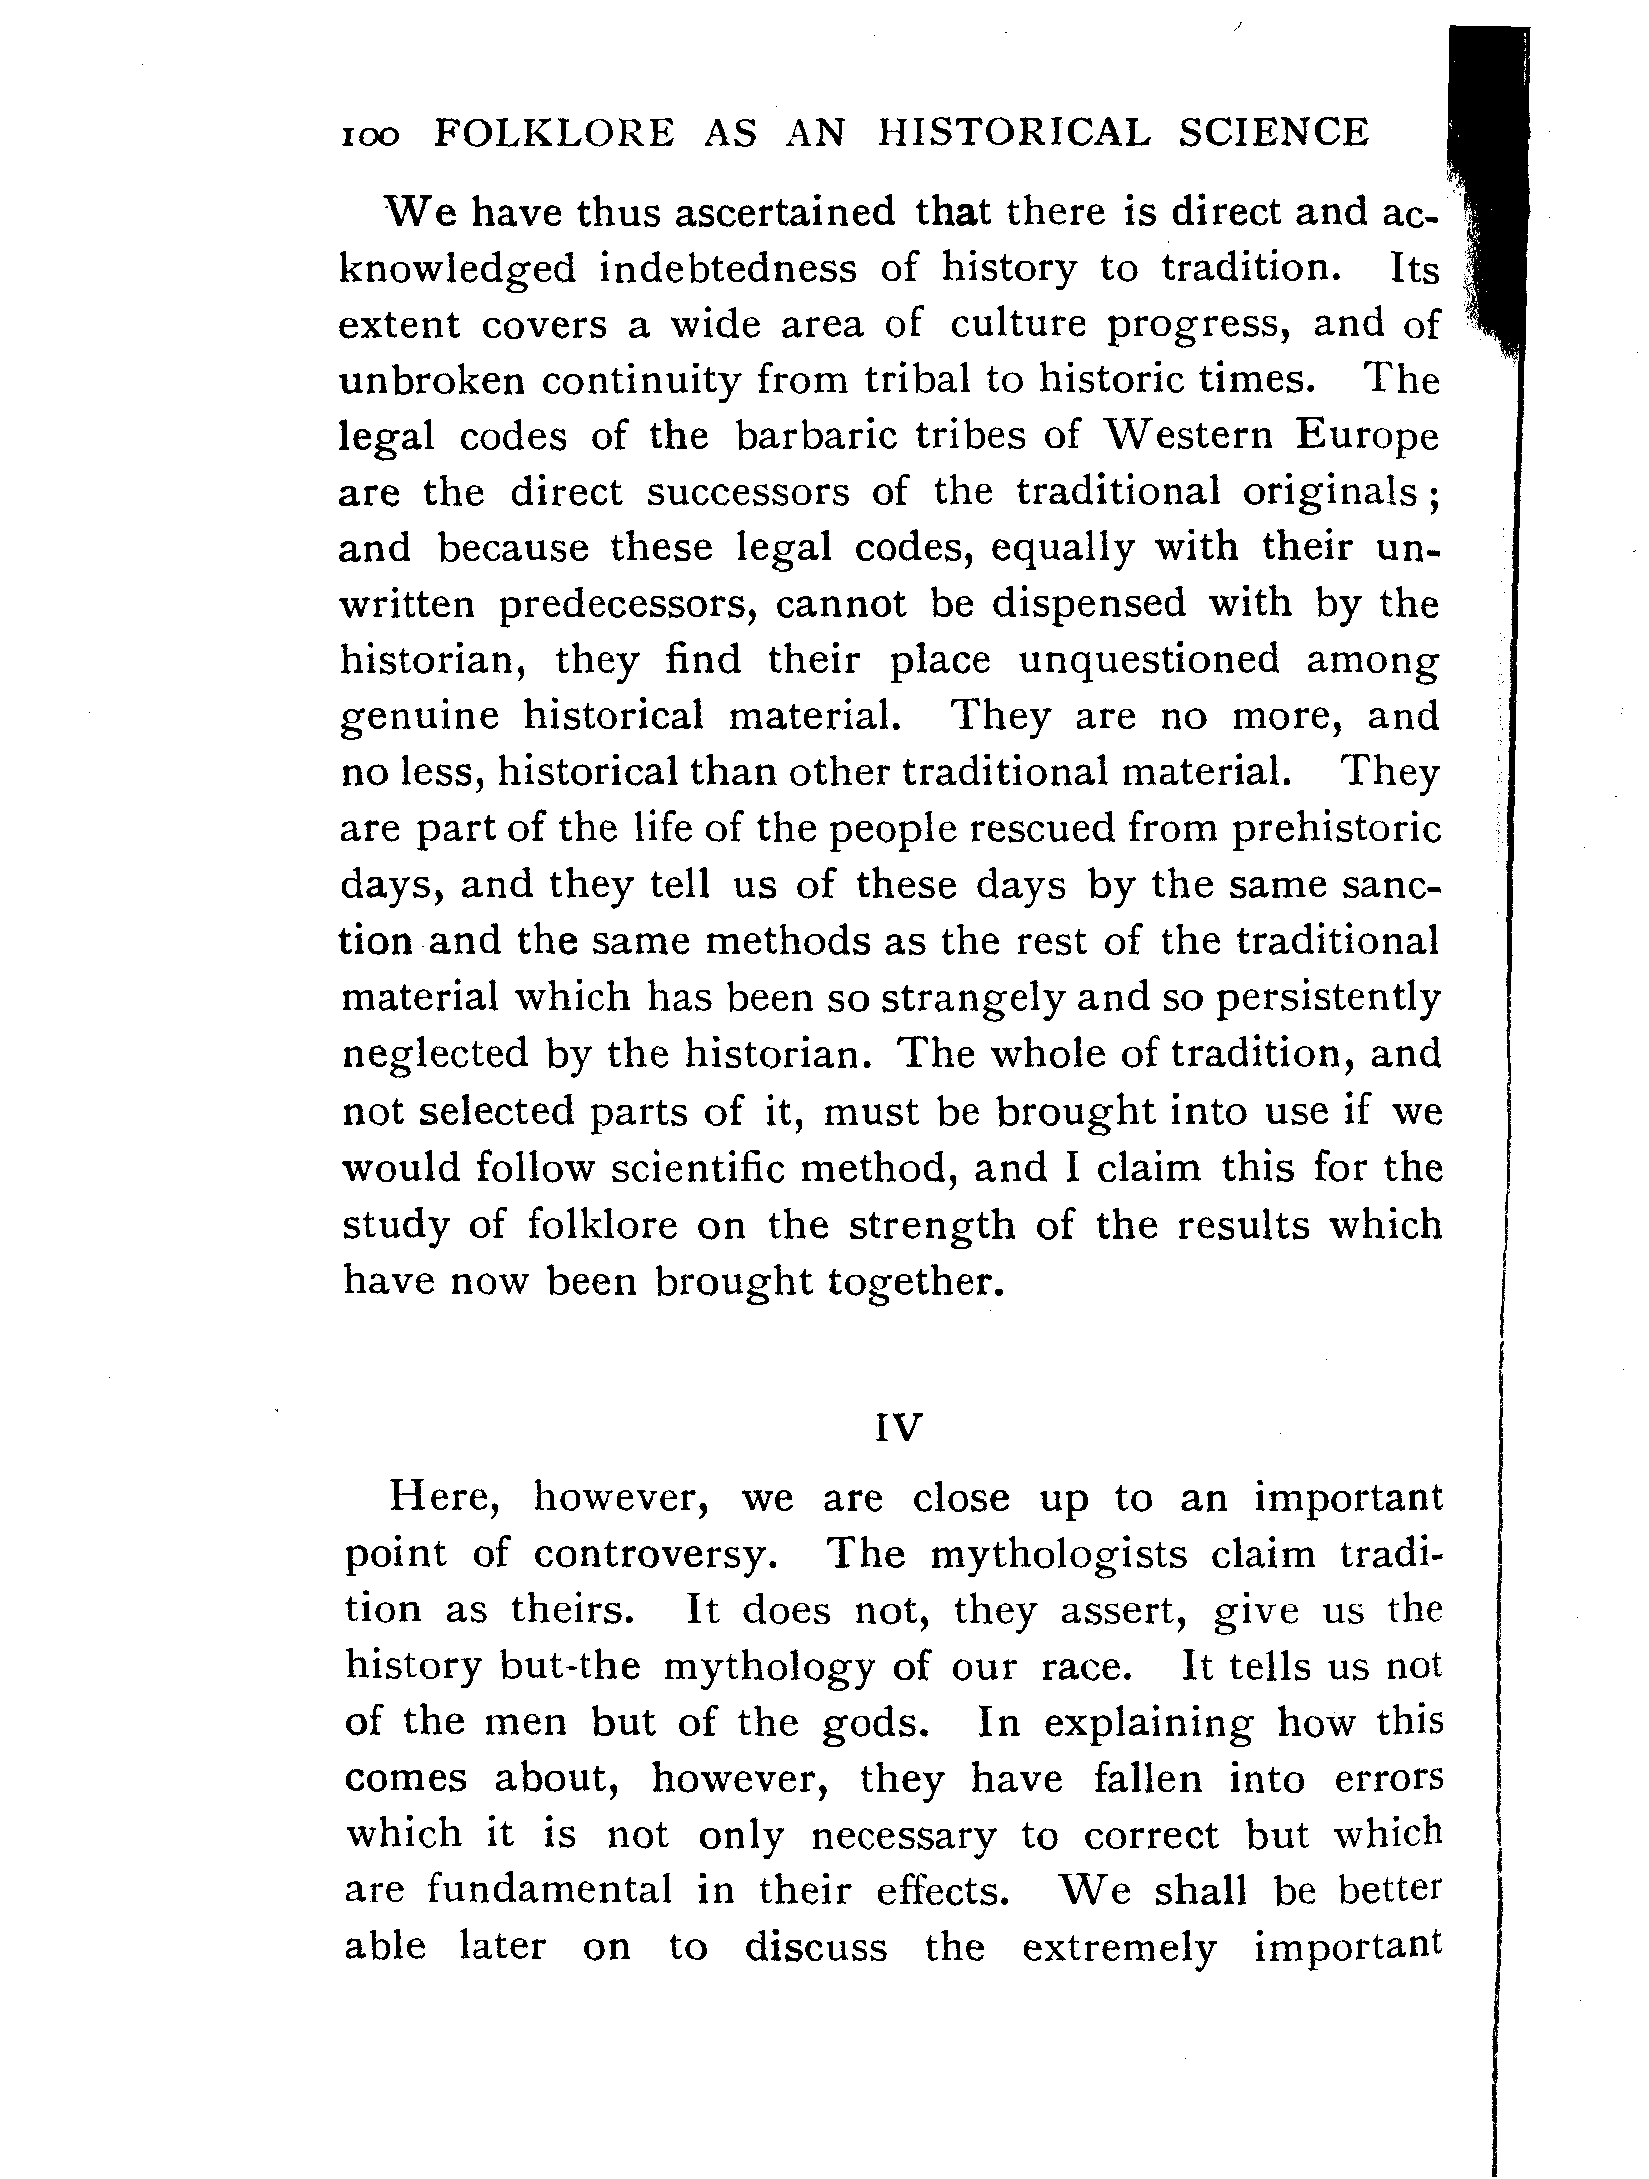 100 FOLKLORE AS AN HISTORICAL SCIENCE
We have thus ascertained that there is direct and ac-
knowledged indebtedness of history to tradition. Its
extent covers a wide area of culture progress, and of
unbroken continuity from tribal to historic times. The
legal codes of the barbaric tribes of Western Europe
are the direct successors of the traditional originals ;
and because these legal codes, equally with their un-
written predecessors, cannot be dispensed with by the
historian, they find their place unquestioned among
genuine historical material. They are no more, and
no less, historical than other traditional material. They
are part of the life of the people rescued from prehistoric
days, and they tell us of these days by the same sanc-
tion and the same methods as the rest of the traditional
material which has been so strangely and so persistently
neglected by the historian. The whole of tradition, and
not selected parts of it, must be brought into use if we
would follow scientific method, and I claim this for the
study of folklore on the strength of the results which
have now been brought together.
IV
Here, however, we are close up to an important
point of controversy. The mythologists claim tradi-
tion as theirs. It does not, they assert, give us the
history but-the mythology of our race. It tells us not
of the men but of the gods. In explaining how this
comes about, however, they have fallen into errors
which it is not only necessary to correct but which
are fundamental in their effects. We shall be better
able later on to discuss the extremely important